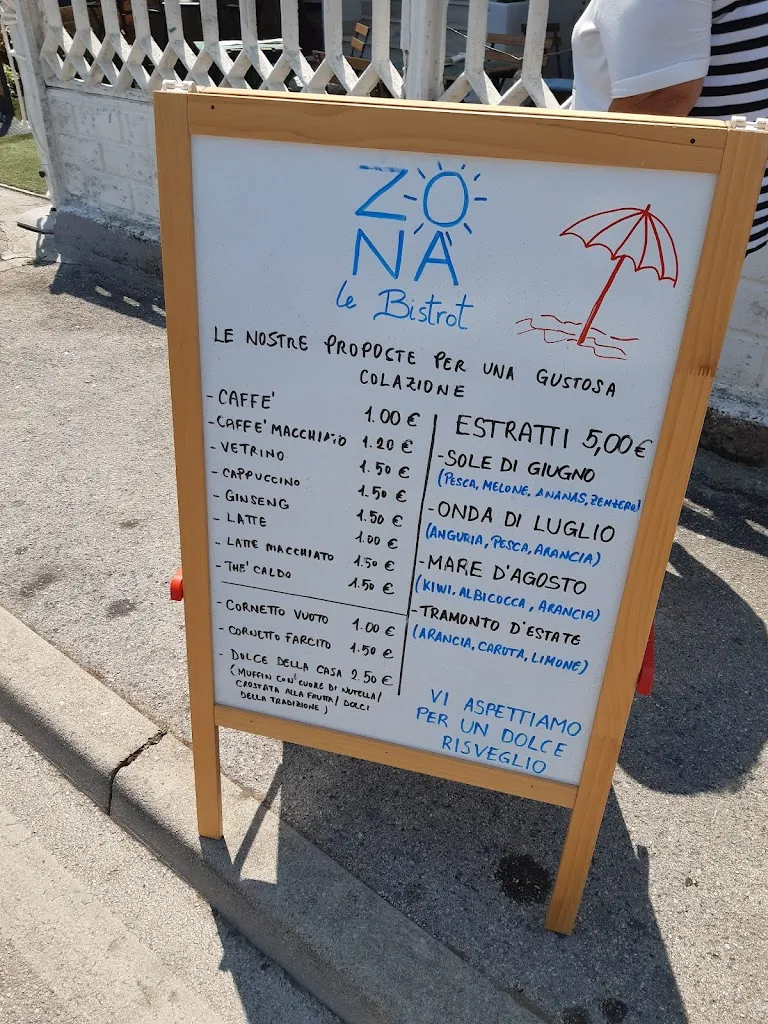 ZO
NA
le Bistrot
LE NOSTRE PROPOSTE PER UNA GUSTOSA
COLAZIONE
- CAFFE' 1.00 €
- CAFFE' MACCHIATO 1.20 €
- VETRINO 1.50 €
- CAPPUCCINO 1.50 €
- GINSENG 1.50 €
- LATTE 1.00 €
- LATTE MACCHIATO 1.50 €
- THE' CALDO 1.50 €
- CORNETTO VUOTO 1.00 €
- CORNETTO FARCITO 1.50 €
- DOLCE DELLA CASA 2.50 €
(MUFFIN CON CUORE DI NUTELLA/
CROSTATA ALLA FRUTTA/ DOLCI
DELLA TRADIZIONE)
ESTRATTI 5,00 €
- SOLE DI GIUGNO
(PESCA, MELONE, ANANAS, ZENZERO)
- ONDA DI LUGLIO
(ANGURIA, PESCA, ARANCIA)
- MARE D'AGOSTO
(KIWI, ALBICOCCA, ARANCIA)
- TRAMONTO D'ESTATE
(ARANCIA, CAROTA, LIMONE)
VI ASPETTIAMO
PER UN DOLCE
RISVEGLIO